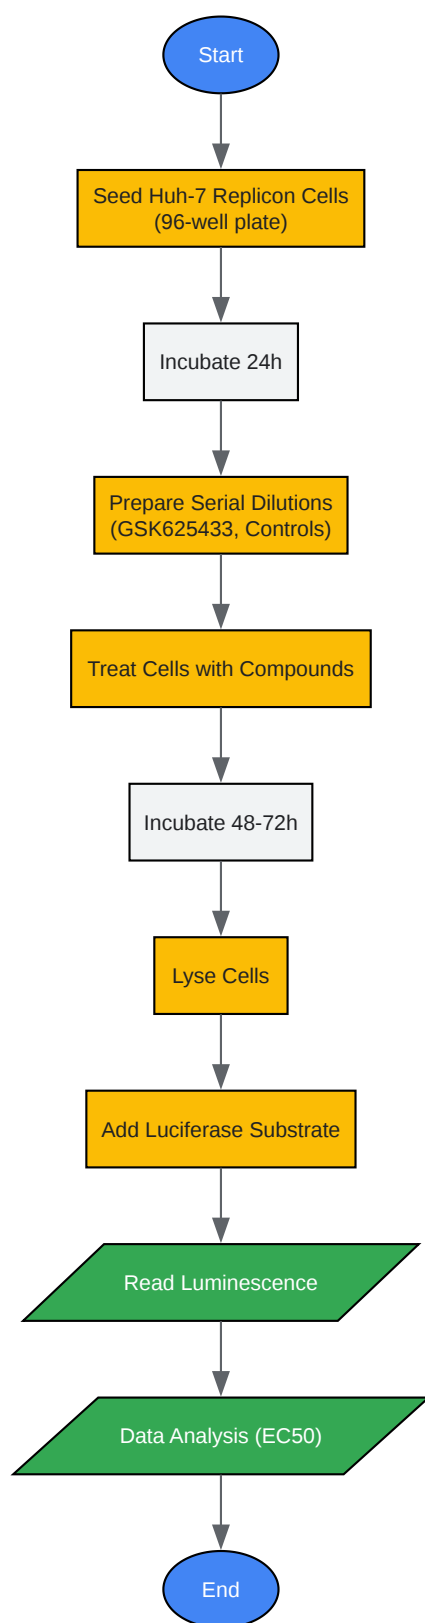 Start
Seed Huh-7 Replicon Cells
(96-well plate)
Incubate 24h
Prepare Serial Dilutions
(GSK625433, Controls)
Treat Cells with Compounds
Incubate 48-72h
Lyse Cells
Add Luciferase Substrate
Read Luminescence
Data Analysis (EC50)
End